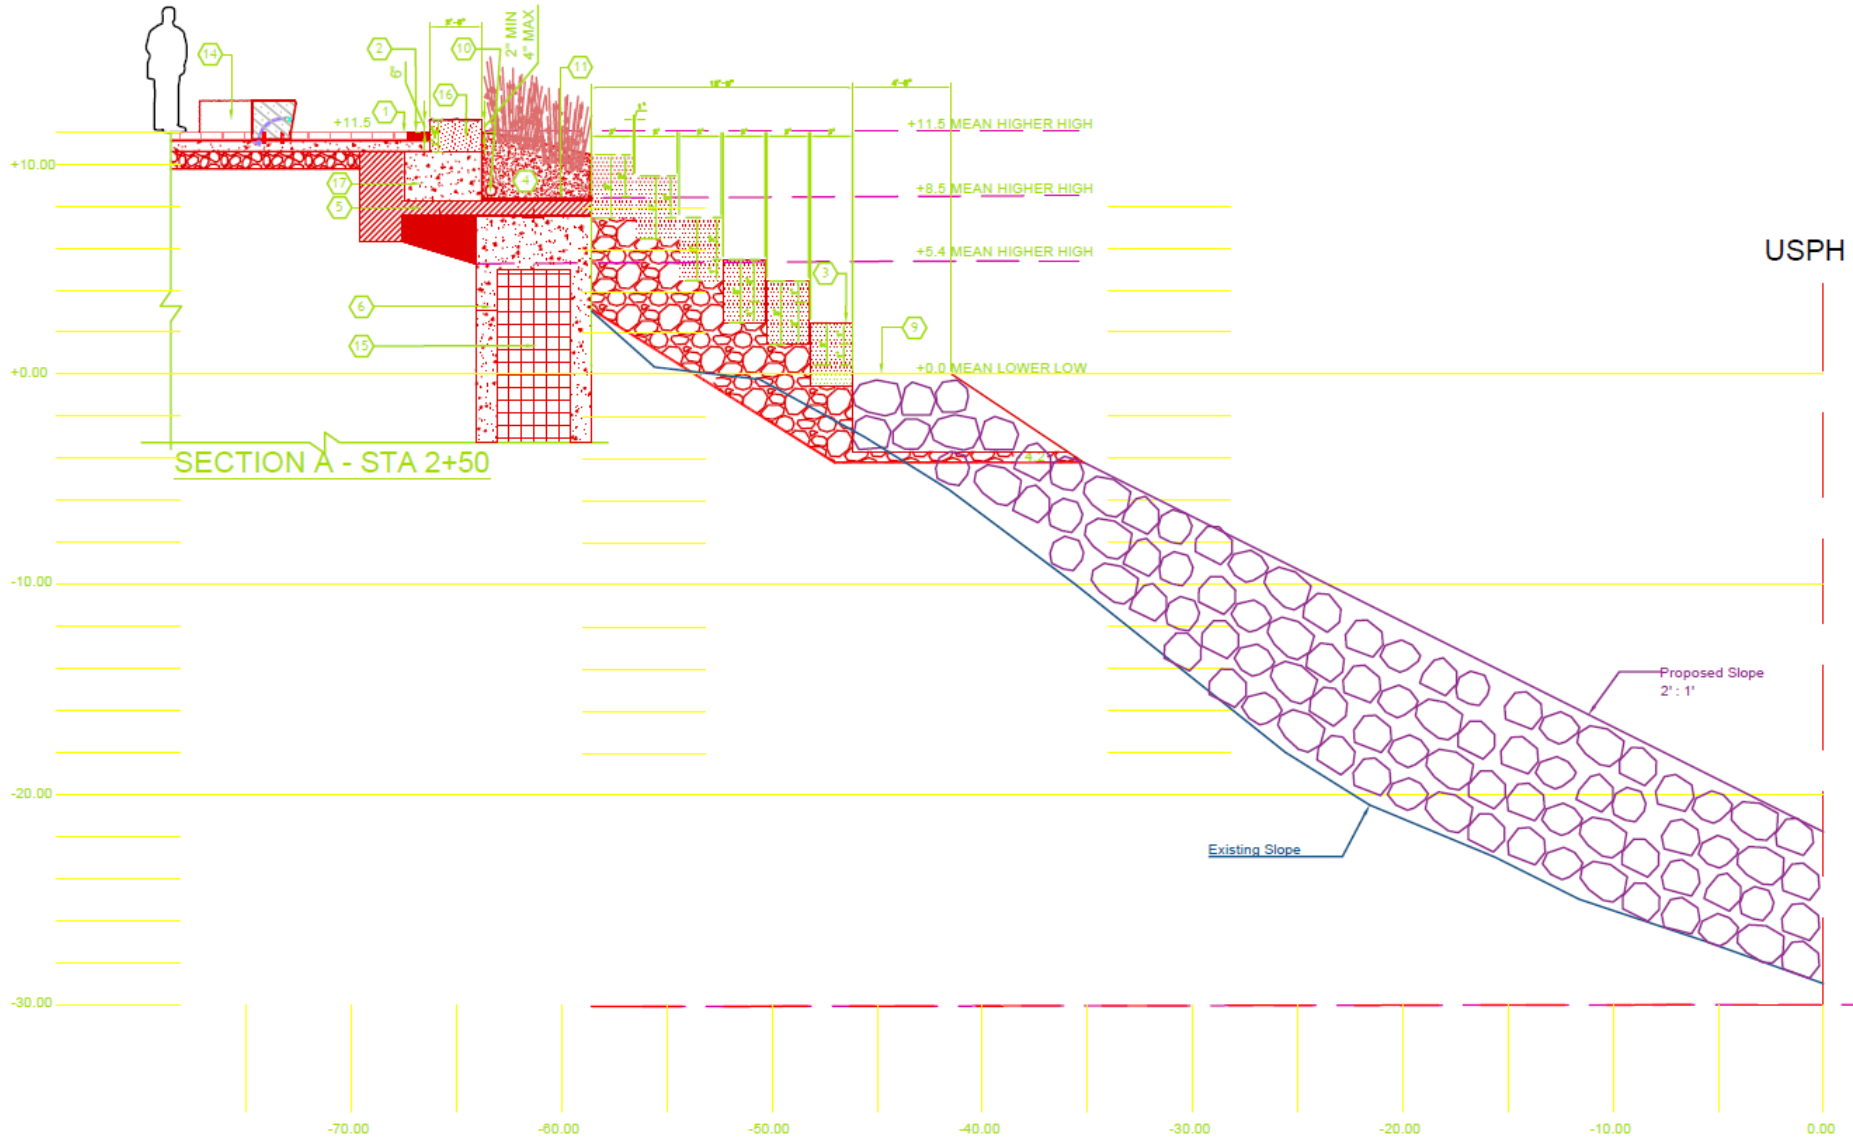 2'-6"
2" MIN
4" MAX
14
2
10
11
6"
16
1
+11.5
+11.5 MEAN HIGHER HIGH
+10.00
17
4
+8.5 MEAN HIGHER HIGH
5
+5.4 MEAN HIGHER HIGH
USPH
3
6
9
15
+0.00
+0.0 MEAN LOWER LOW
SECTION A - STA 2+50
-10.00
Proposed Slope
2' : 1'
-20.00
Existing Slope
-30.00
-70.00
-60.00
-50.00
-40.00
-30.00
-20.00
-10.00
0.00